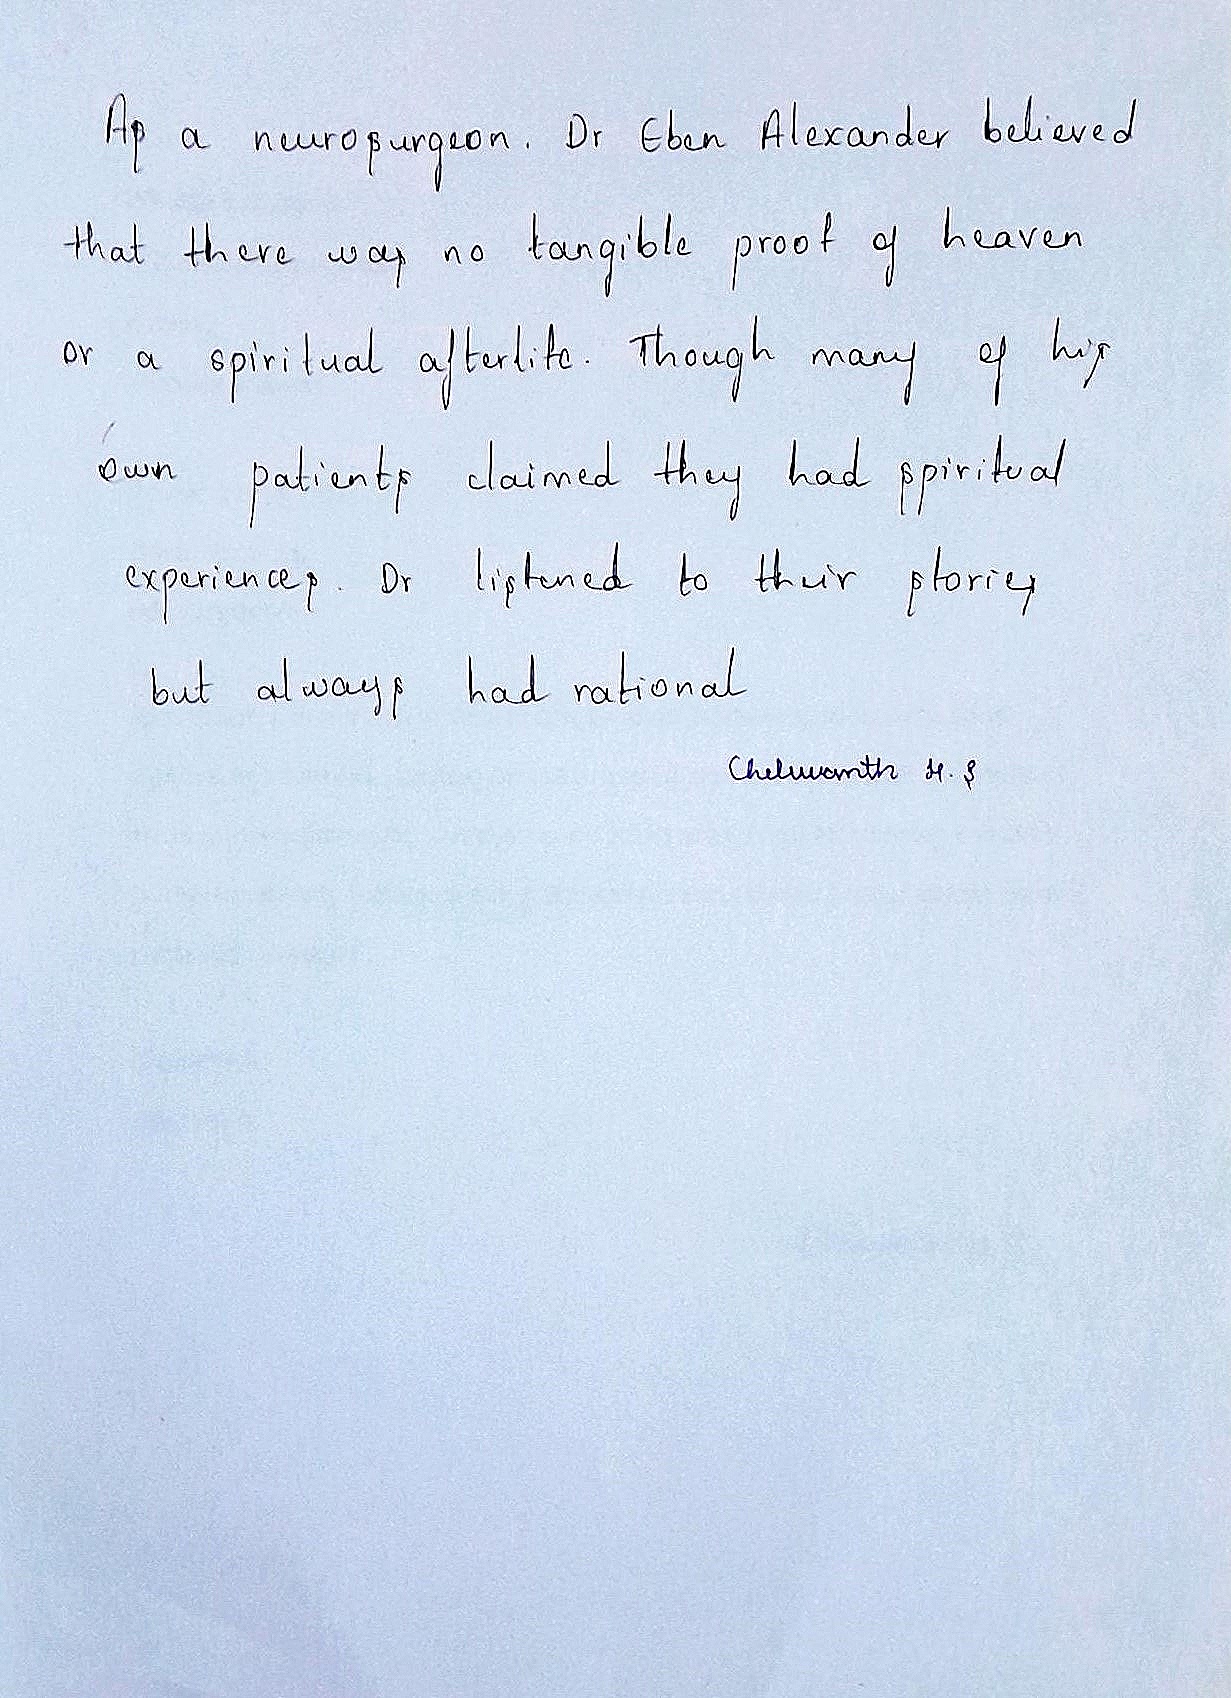 As a neurosurgeon. Dr Eben Alexander believed
that there was no tangible proof of heaven
or a spiritual afterlife. Though many of his
own patients claimed they had spiritual
experiences. Dr listened to their stories
but always had rational
Cheluvanth H. S